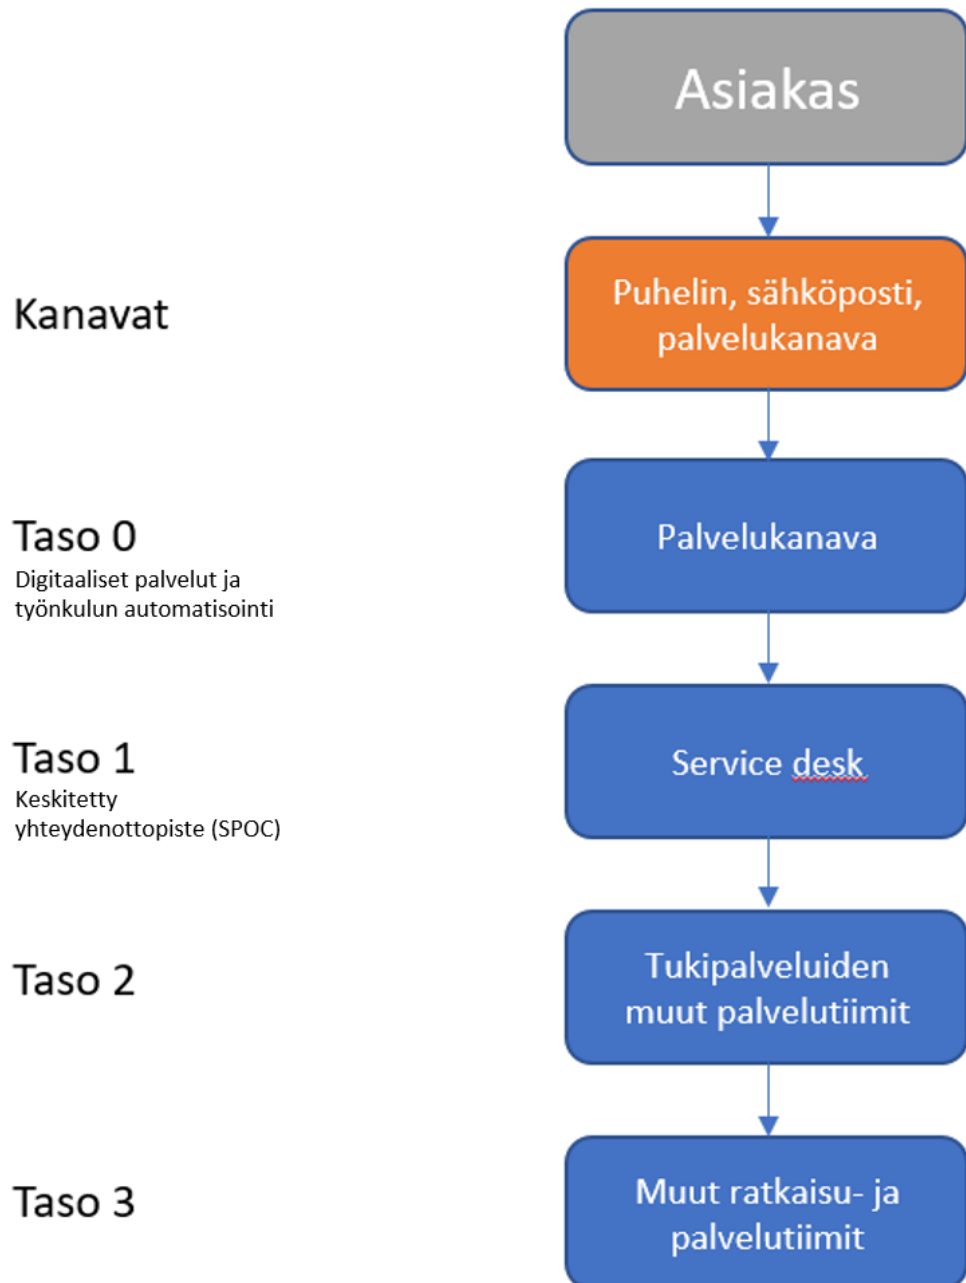 Asiakas
Kanavat
Puhelin, sähköposti,
palvelukanava
Taso 0
Digitaaliset palvelut ja
työnkulun automatisointi
Palvelukanava
Taso 1
Keskitetty
yhteydenottopiste (SPOC)
Service desk
Taso 2
Tukipalveluiden
muut palvelutiimit
Taso 3
Muut ratkaisu- ja
palvelutiimit